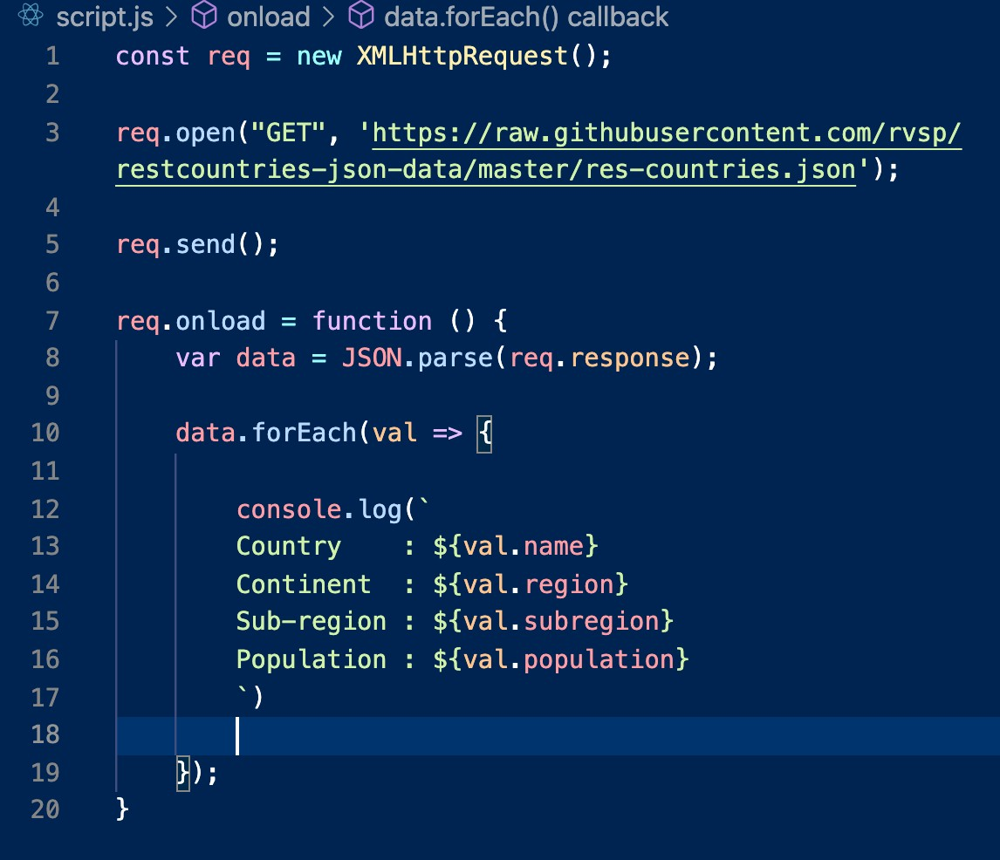 script.js > onload > data.forEach() callback
1 const req = new XMLHttpRequest();
2
3 req.open("GET", 'https://raw.githubusercontent.com/rvsp/
restcountries-json-data/master/res-countries.json');
4
5 req.send();
6
7 req.onload = function () {
8     var data = JSON.parse(req.response);
9
10     data.forEach(val => {
11
12         console.log(`
13         Country    : ${val.name}
14         Continent  : ${val.region}
15         Sub-region : ${val.subregion}
16         Population : ${val.population}
17         `)
18
19     });
20 }